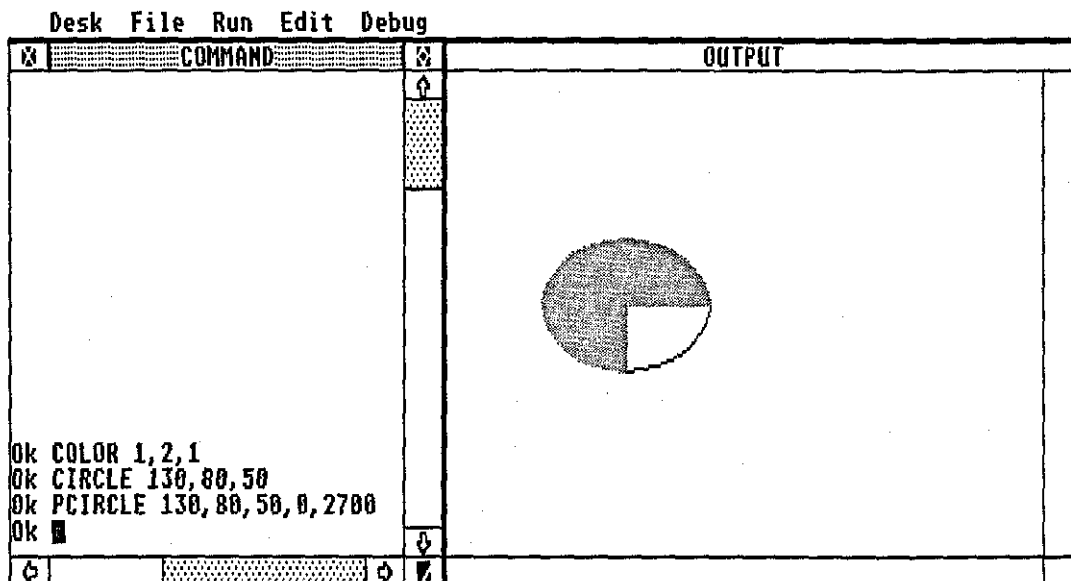 Desk File Run Edit Debug
COMMAND
OUTPUT
Ok COLOR 1,2,1
Ok CIRCLE 130,80,50
Ok PCIRCLE 130,80,50,0,2700
Ok